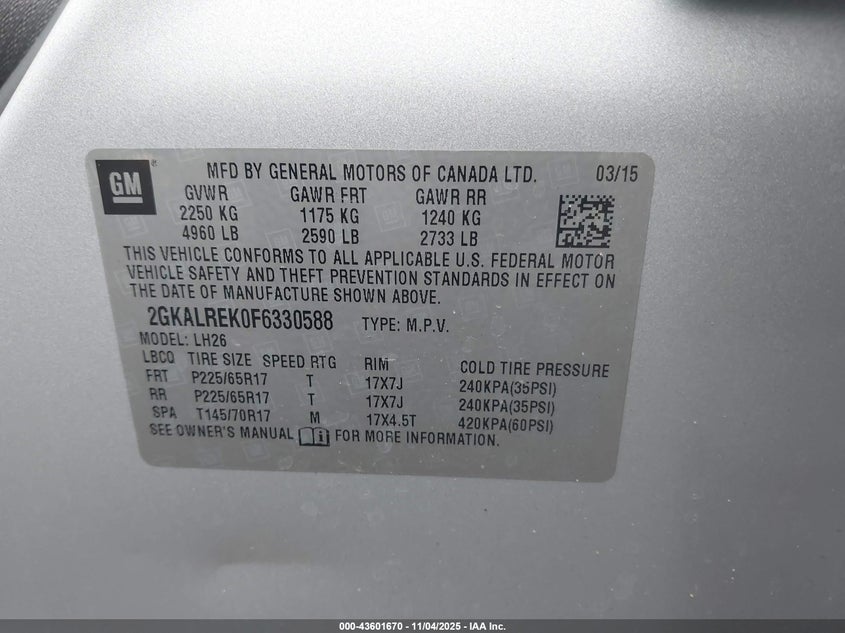 GM
MFD BY GENERAL MOTORS OF CANADA LTD. 03/15
GVWR GAWR FRT GAWR RR
2250 KG 1175 KG 1240 KG
4960 LB 2590 LB 2733 LB
THIS VEHICLE CONFORMS TO ALL APPLICABLE U.S. FEDERAL MOTOR
VEHICLE SAFETY AND THEFT PREVENTION STANDARDS IN EFFECT ON
THE DATE OF MANUFACTURE SHOWN ABOVE.
2GKALREK0F6330588 TYPE: M.P.V.
MODEL: LH26
LBCQ TIRE SIZE SPEED RTG RIM COLD TIRE PRESSURE
FRT P225/65R17 T 17X7J 240KPA(35PSI)
RR P225/65R17 T 17X7J 240KPA(35PSI)
SPA T145/70R17 M 17X4.5T 420KPA(60PSI)
SEE OWNER'S MANUAL FOR MORE INFORMATION.
000-43601670 - 11/04/2025 - IAA Inc.